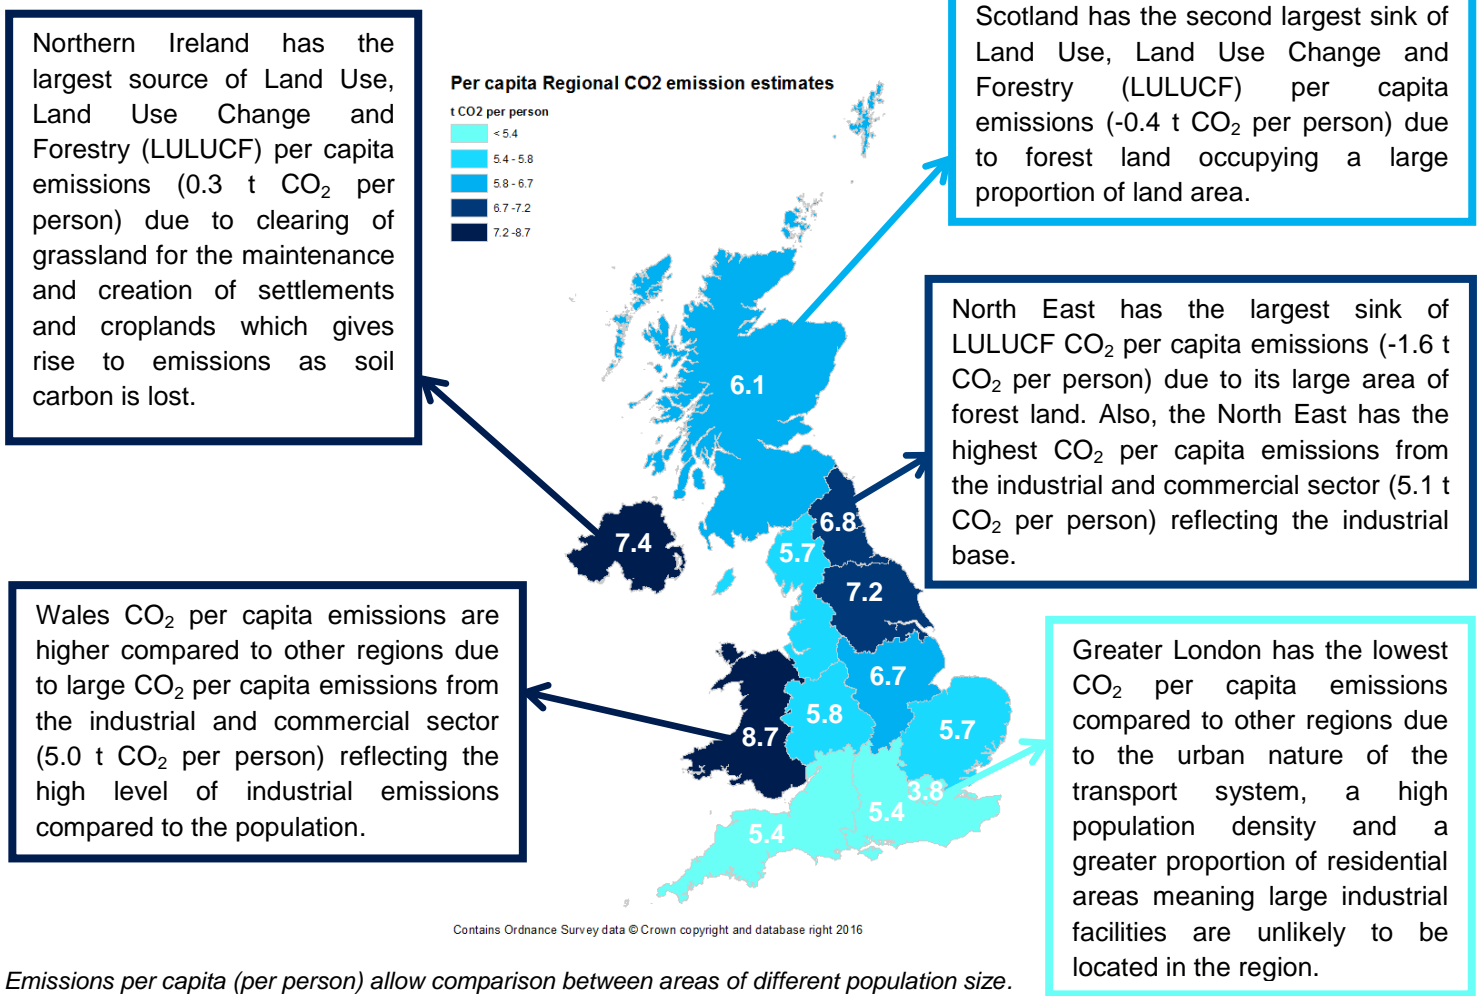 Northern Ireland has the
largest source of Land Use,
Land Use Change and
Forestry (LULUCF) per capita
emissions (0.3 t CO₂ per
person) due to clearing of
grassland for the maintenance
and creation of settlements
and croplands which gives
rise to emissions as soil
carbon is lost.
Per capita Regional CO2 emission estimates
t CO2 per person
< 5.4
5.4 - 5.8
5.8 - 6.7
6.7 -7.2
7.2 -8.7
Scotland has the second largest sink of
Land Use, Land Use Change and
Forestry (LULUCF) per capita
emissions (-0.4 t CO₂ per person) due
to forest land occupying a large
proportion of land area.
North East has the largest sink of
LULUCF CO₂ per capita emissions (-1.6 t
CO₂ per person) due to its large area of
forest land. Also, the North East has the
highest CO₂ per capita emissions from
the industrial and commercial sector (5.1 t
CO₂ per person) reflecting the industrial
base.
6.1
6.8
7.4
5.7
7.2
6.7
5.8
5.7
8.7
3.8
5.4
5.4
Wales CO₂ per capita emissions are
higher compared to other regions due
to large CO₂ per capita emissions from
the industrial and commercial sector
(5.0 t CO₂ per person) reflecting the
high level of industrial emissions
compared to the population.
Greater London has the lowest
CO₂ per capita emissions
compared to other regions due
to the urban nature of the
transport system, a high
population density and a
greater proportion of residential
areas meaning large industrial
facilities are unlikely to be
located in the region.
Contains Ordnance Survey data © Crown copyright and database right 2016
Emissions per capita (per person) allow comparison between areas of different population size.